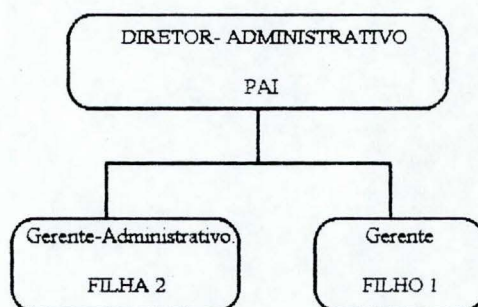 DIRETOR- ADMINISTRATIVO
PAI
Gerente-Administrativo.
FILHA 2
Gerente
FILHO 1